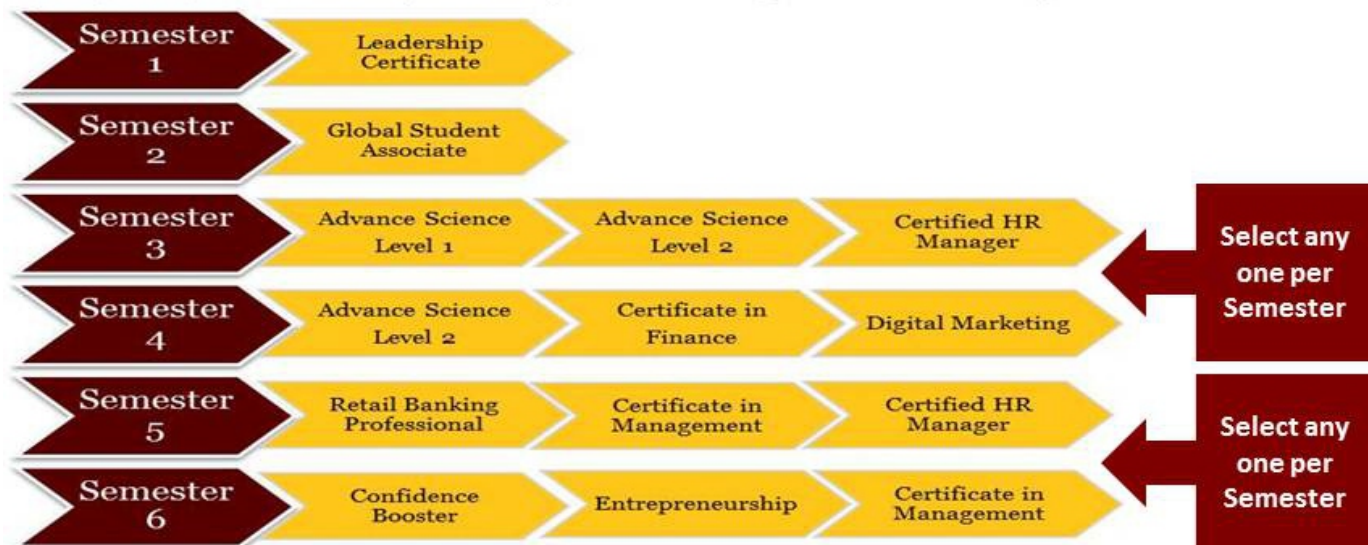 Semester
1
Leadership
Certificate
Semester
2
Global Student
Associate
Semester
3
Advance Science
Level 1
Advance Science
Level 2
Certified HR
Manager
Select any
one per
Semester
Semester
4
Advance Science
Level 2
Certificate in
Finance
Digital Marketing
Semester
5
Retail Banking
Professional
Certificate in
Management
Certified HR
Manager
Select any
one per
Semester
Semester
6
Confidence
Booster
Entrepreneurship
Certificate in
Management